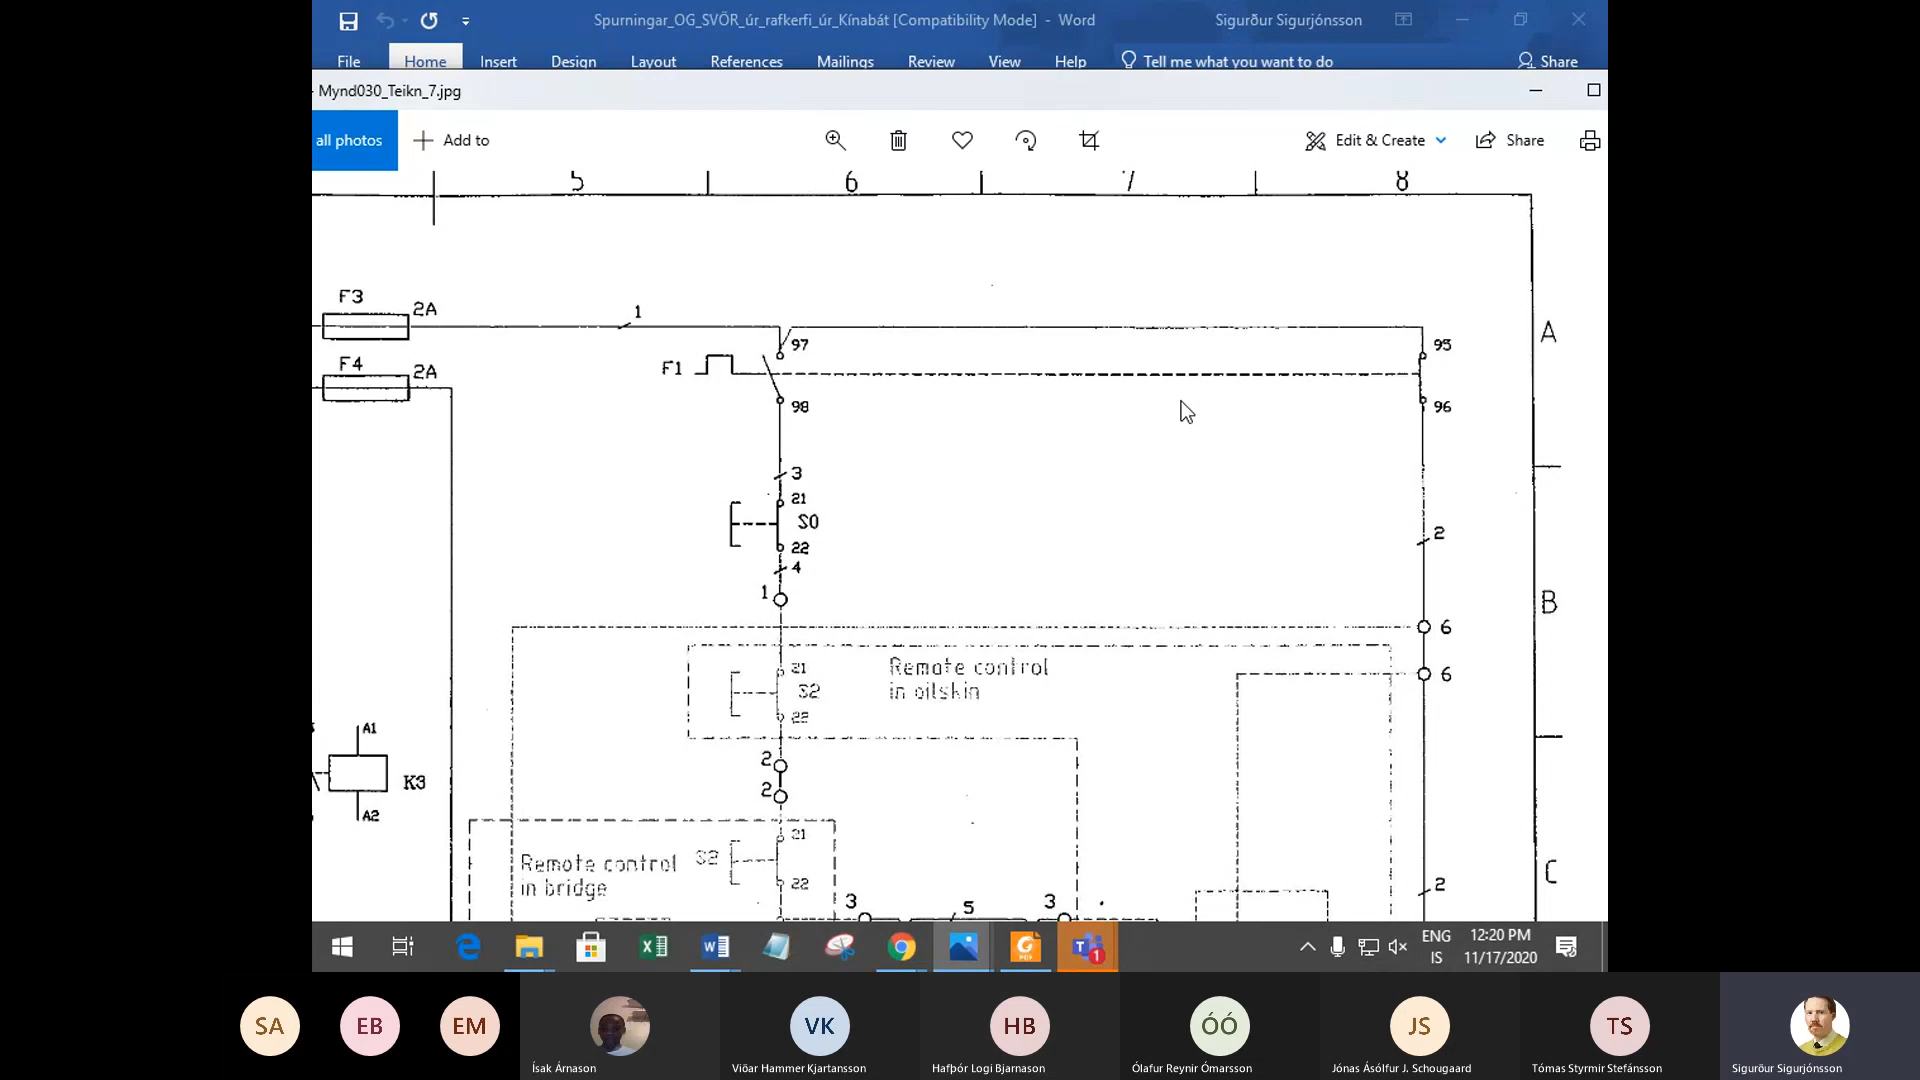 Spurningar_OG_SVÖR_úr_rafkerfi_úr_Kínabát [Compatibility Mode] - Word
Sigurður Sigurjónsson
File Home Insert Design Layout References Mailings Review View Help Tell me what you want to do Share
- Mynd030_Teikn_7.jpg
all photos Add to Edit & Create Share
5 6 7 8
F3 2A 1
97 95 A
F4 2A
F1
98 96
3
21
S0
22 2
4
1 B
6
21 Remote control 6
S2 in oilskin
22
A1 2
K3 2
A2
21
Remote control S2
in bridge 22 C
2
3 5 3
ENG 12:20 PM
IS 11/17/2020
1
SA EB EM VK HB ÓÓ JS TS
Ísak Árnason Viðar Hammer Kjartansson Hafþór Logi Bjarnason Ólafur Reynir Ómarsson Jónas Ásólfur J. Schougaard Tómas Styrmir Stefánsson Sigurður Sigurjónsson